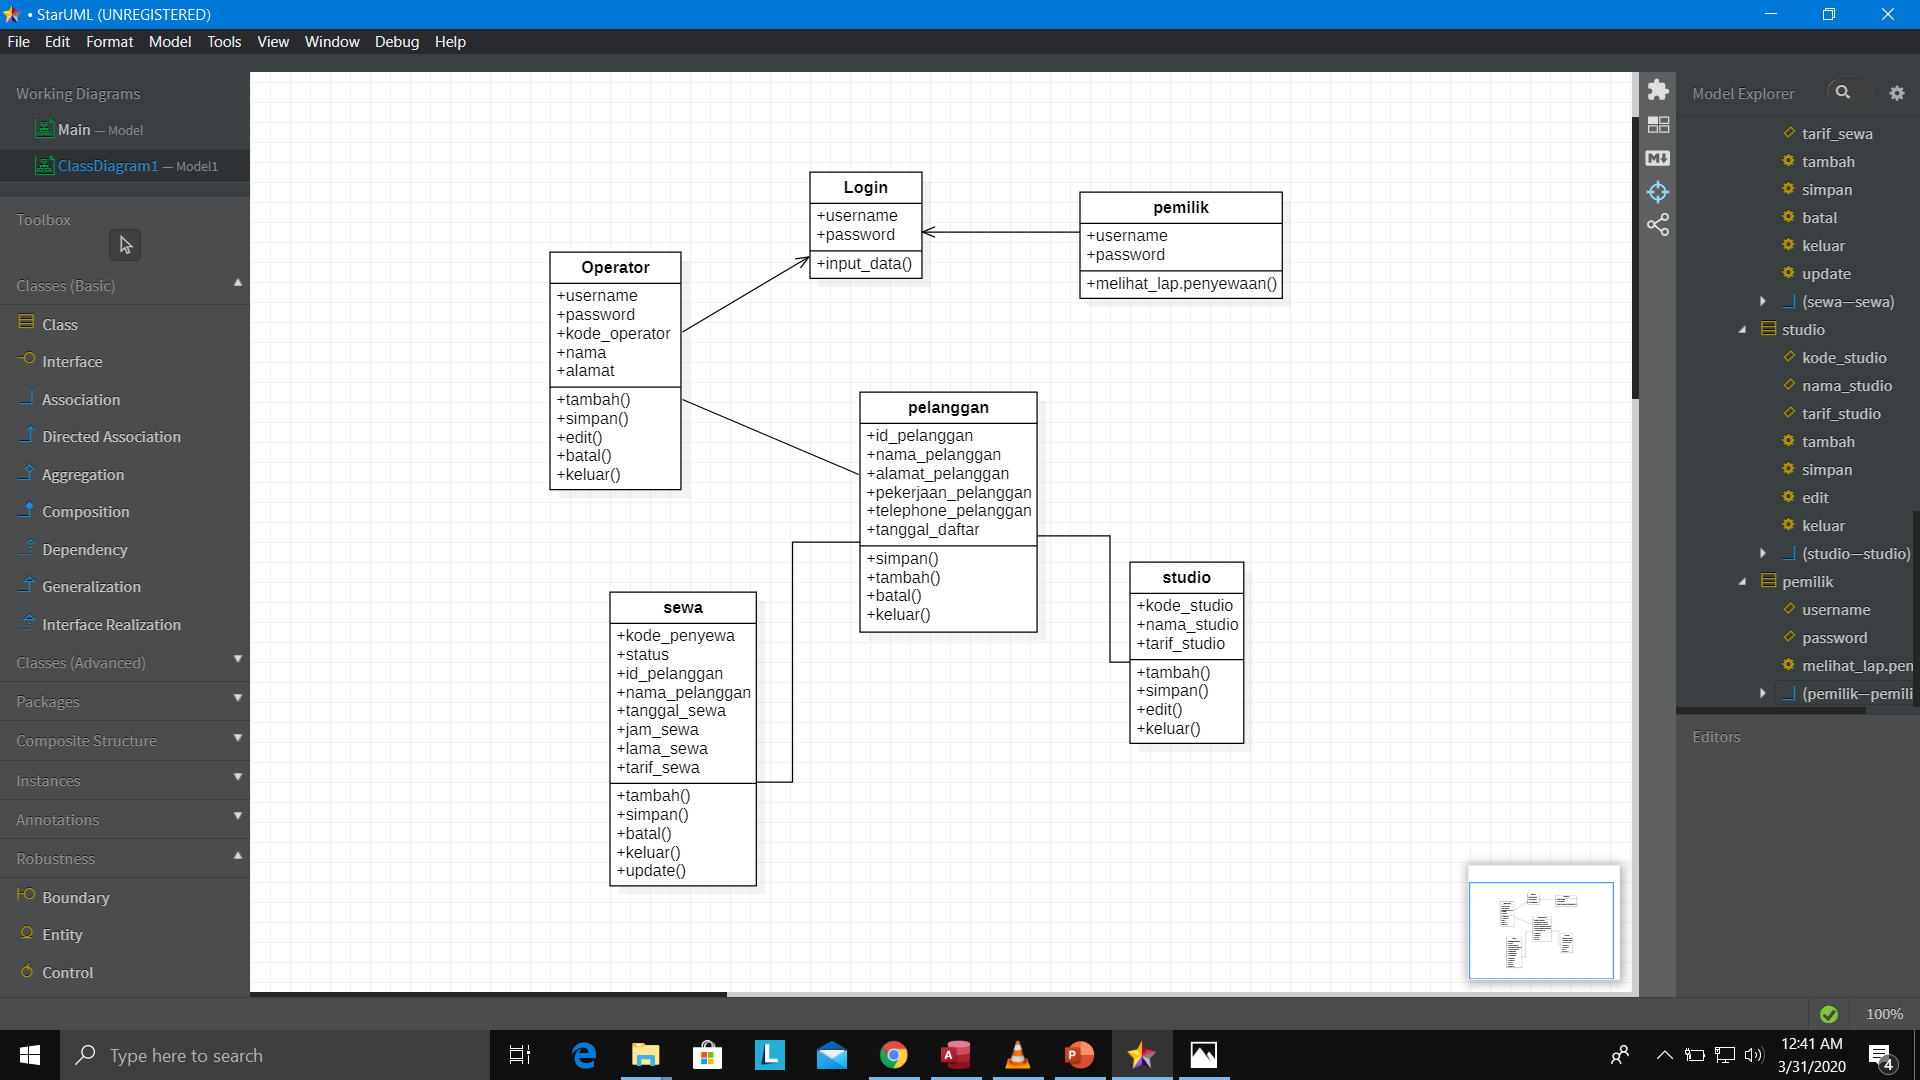 • StarUML (UNREGISTERED)
File Edit Format Model Tools View Window Debug Help
Working Diagrams
Main — Model
ClassDiagram1 — Model1
Toolbox
Classes (Basic)
Class
Interface
Association
Directed Association
Aggregation
Composition
Dependency
Generalization
Interface Realization
Classes (Advanced)
Packages
Composite Structure
Instances
Annotations
Robustness
Boundary
Entity
Control
Login
+username
+password
+input_data()
pemilik
+username
+password
+melihat_lap.penyewaan()
Operator
+username
+password
+kode_operator
+nama
+alamat
+tambah()
+simpan()
+edit()
+batal()
+keluar()
pelanggan
+id_pelanggan
+nama_pelanggan
+alamat_pelanggan
+pekerjaan_pelanggan
+telephone_pelanggan
+tanggal_daftar
+simpan()
+tambah()
+batal()
+keluar()
studio
+kode_studio
+nama_studio
+tarif_studio
+tambah()
+simpan()
+edit()
+keluar()
sewa
+kode_penyewa
+status
+id_pelanggan
+nama_pelanggan
+tanggal_sewa
+jam_sewa
+lama_sewa
+tarif_sewa
+tambah()
+simpan()
+batal()
+keluar()
+update()
Model Explorer
tarif_sewa
tambah
simpan
batal
keluar
update
(sewa—sewa)
studio
kode_studio
nama_studio
tarif_studio
tambah
simpan
edit
keluar
(studio—studio)
pemilik
username
password
melihat_lap.pen
(pemilik—pemili
Editors
100%
Type here to search
12:41 AM
3/31/2020
4